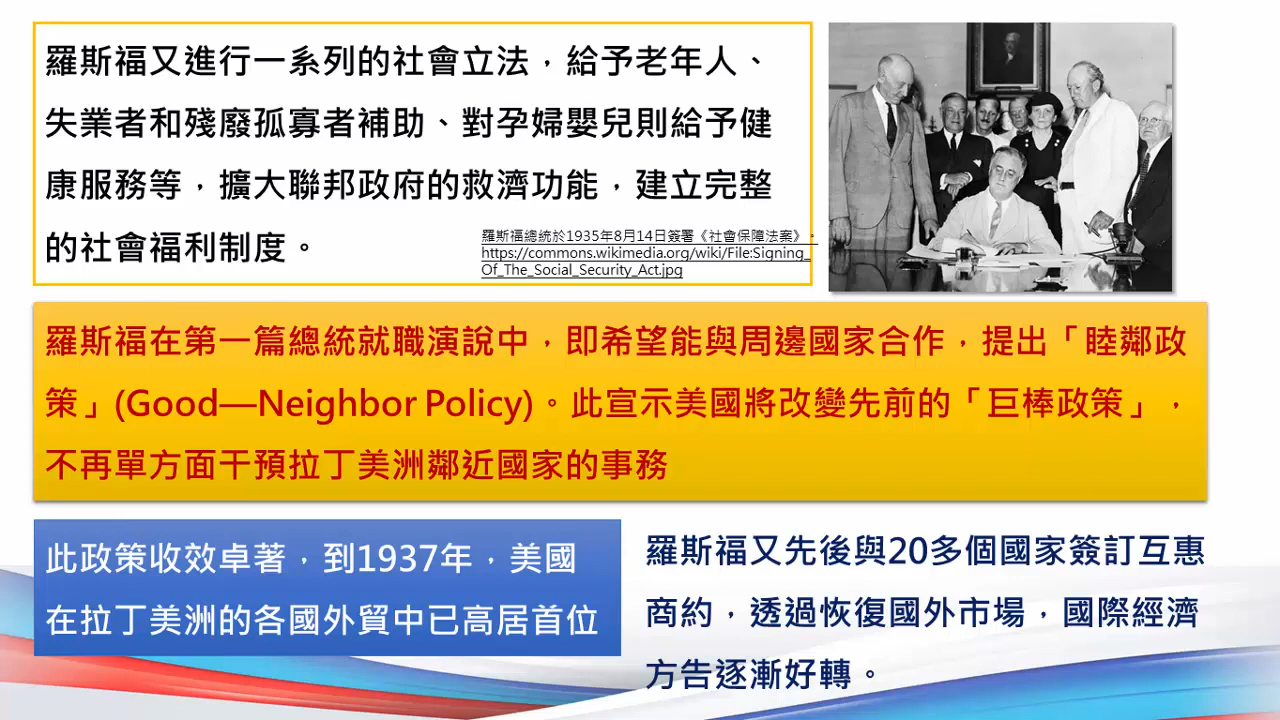 羅斯福又進行一系列的社會立法，給予老年人、
失業者和殘廢孤寡者補助、對孕婦嬰兒則給予健
康服務等，擴大聯邦政府的救濟功能，建立完整
的社會福利制度。
羅斯福總統於1935年8月14日簽署《社會保障法案》。
https://commons.wikimedia.org/wiki/File:Signing_
Of_The_Social_Security_Act.jpg
羅斯福在第一篇總統就職演說中，即希望能與周邊國家合作，提出「睦鄰政
策」(Good—Neighbor Policy)。此宣示美國將改變先前的「巨棒政策」，
不再單方面干預拉丁美洲鄰近國家的事務
此政策收效卓著，到1937年，美國
在拉丁美洲的各國外貿中已高居首位
羅斯福又先後與20多個國家簽訂互惠
商約，透過恢復國外市場，國際經濟
方告逐漸好轉。